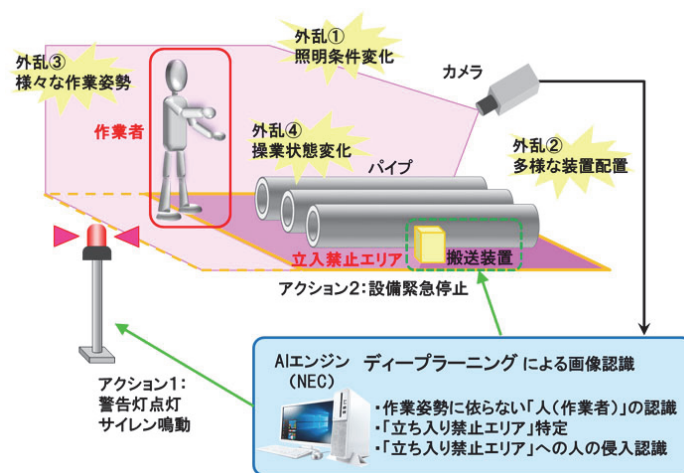 外乱①
照明条件変化
外乱③
様々な作業姿勢
カメラ
作業者
外乱④
操業状態変化
外乱②
多様な装置配置
パイプ
立入禁止エリア
搬送装置
アクション2：設備緊急停止
アクション1：
警告灯点灯
サイレン鳴動
AIエンジン
（NEC）
ディープラーニング による画像認識
・作業姿勢に依らない「人（作業者）」の認識
・「立ち入り禁止エリア」特定
・「立ち入り禁止エリア」への人の侵入認識